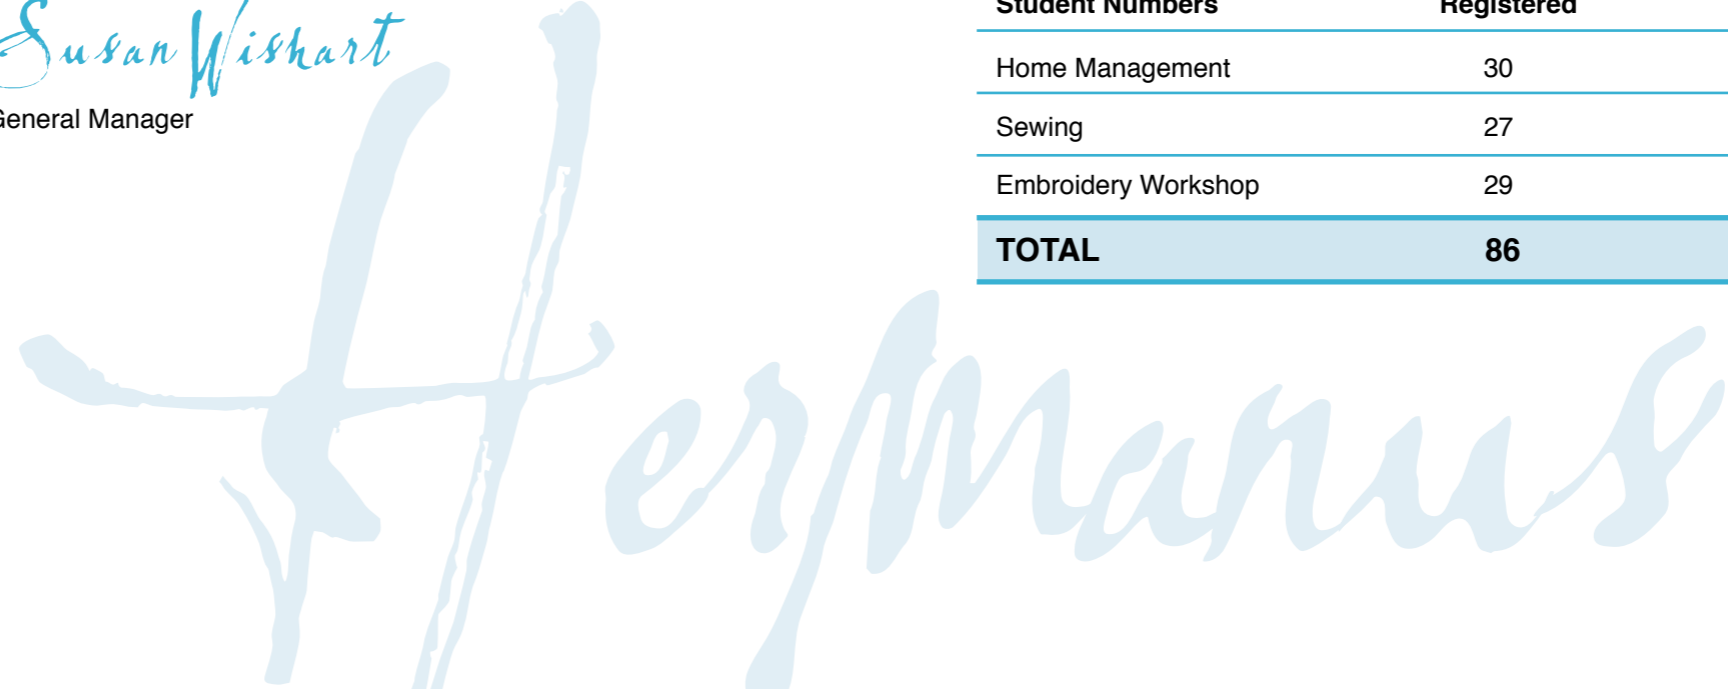 Susan Wishart
General Manager
Student Numbers Registered
Home Management 30
Sewing 27
Embroidery Workshop 29
TOTAL 86
Hermanus